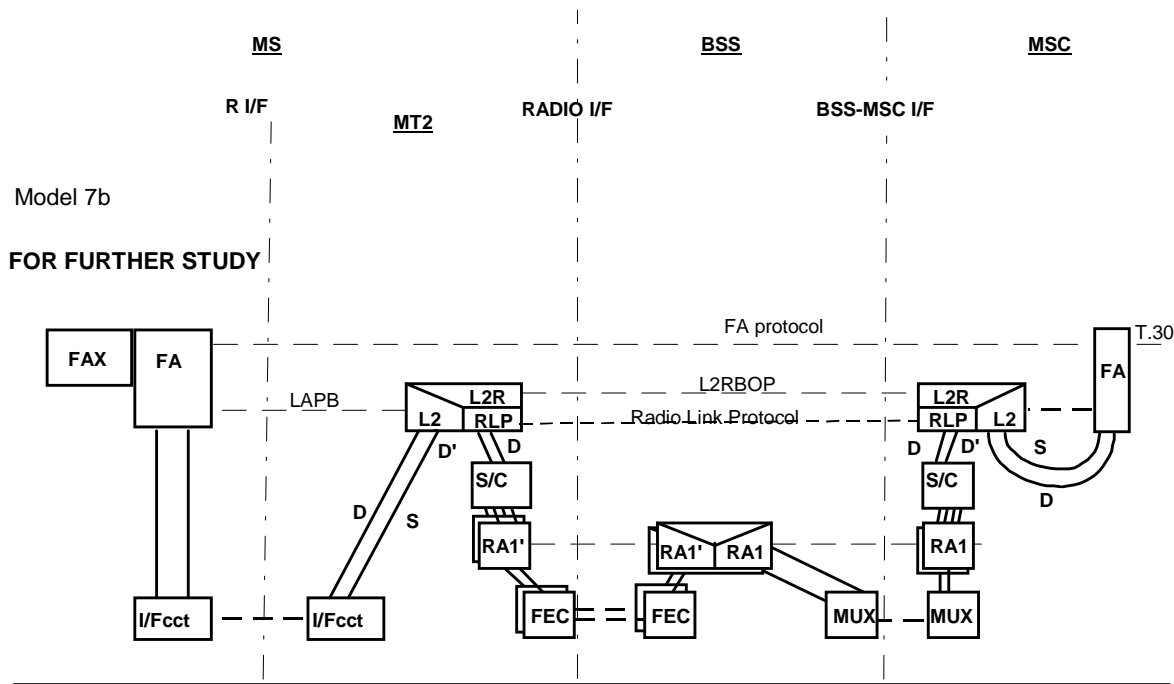 MS BSS MSC
R I/F RADIO I/F BSS-MSC I/F
MT2
Model 7b
FOR FURTHER STUDY
FA protocol T.30
FAX FA FA
L2RBOP
LAPB L2R L2R
Radio Link Protocol
L2 RLP RLP L2
D' D D D' S
S/C S/C
D S D
RA1' RA1' RA1 RA1
I/Fcct I/Fcct FEC FEC MUX MUX